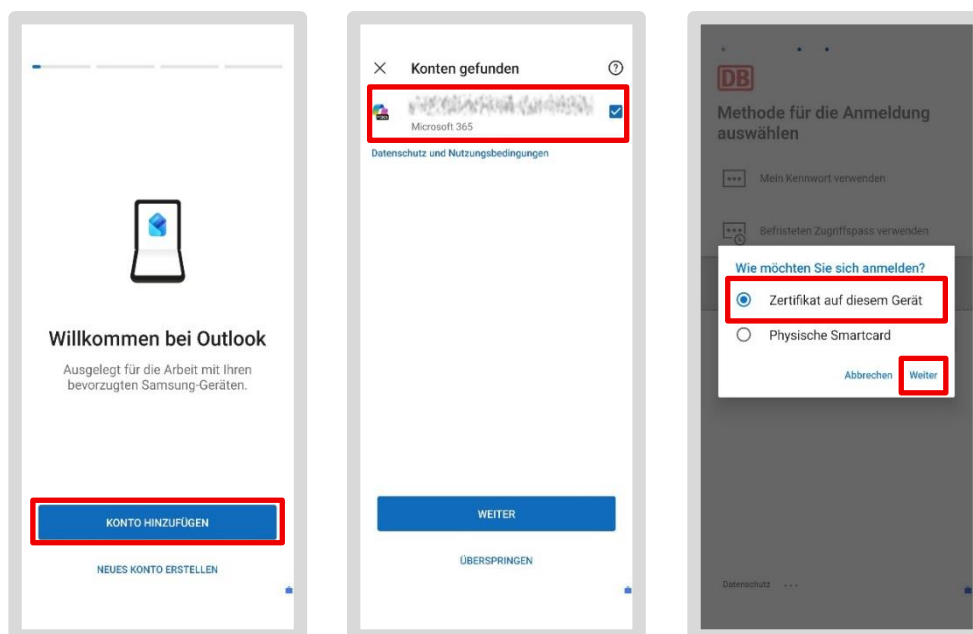 Willkommen bei Outlook
Ausgelegt für die Arbeit mit Ihren
bevorzugten Samsung-Geräten.
KONTO HINZUFÜGEN
NEUES KONTO ERSTELLEN
Konten gefunden
Microsoft 365
Datenschutz und Nutzungsbedingungen
WEITER
ÜBERSPRINGEN
DB
Methode für die Anmeldung
auswählen
Mein Kennwort verwenden
Befristeten Zugriffspass verwenden
Wie möchten Sie sich anmelden?
Zertifikat auf diesem Gerät
Physische Smartcard
Abbrechen Weiter
Datenschutz ...